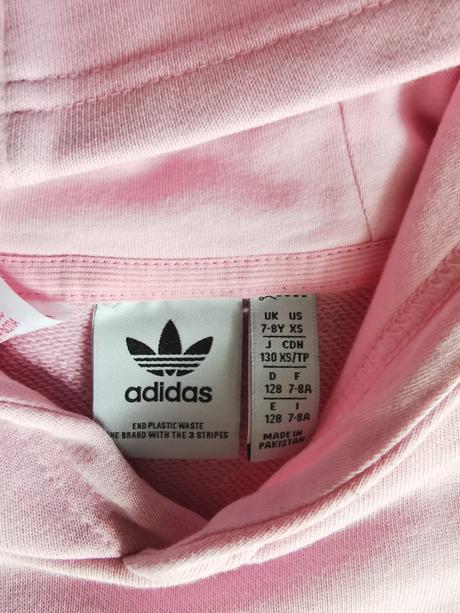 adidas
END PLASTIC WASTE
THE BRAND WITH THE 3 STRIPES
UK US
7-8Y XS
J CDN
130 XS/TP
D F
128 7-8A
E I
128 7-8A
MADE IN
PAKISTAN